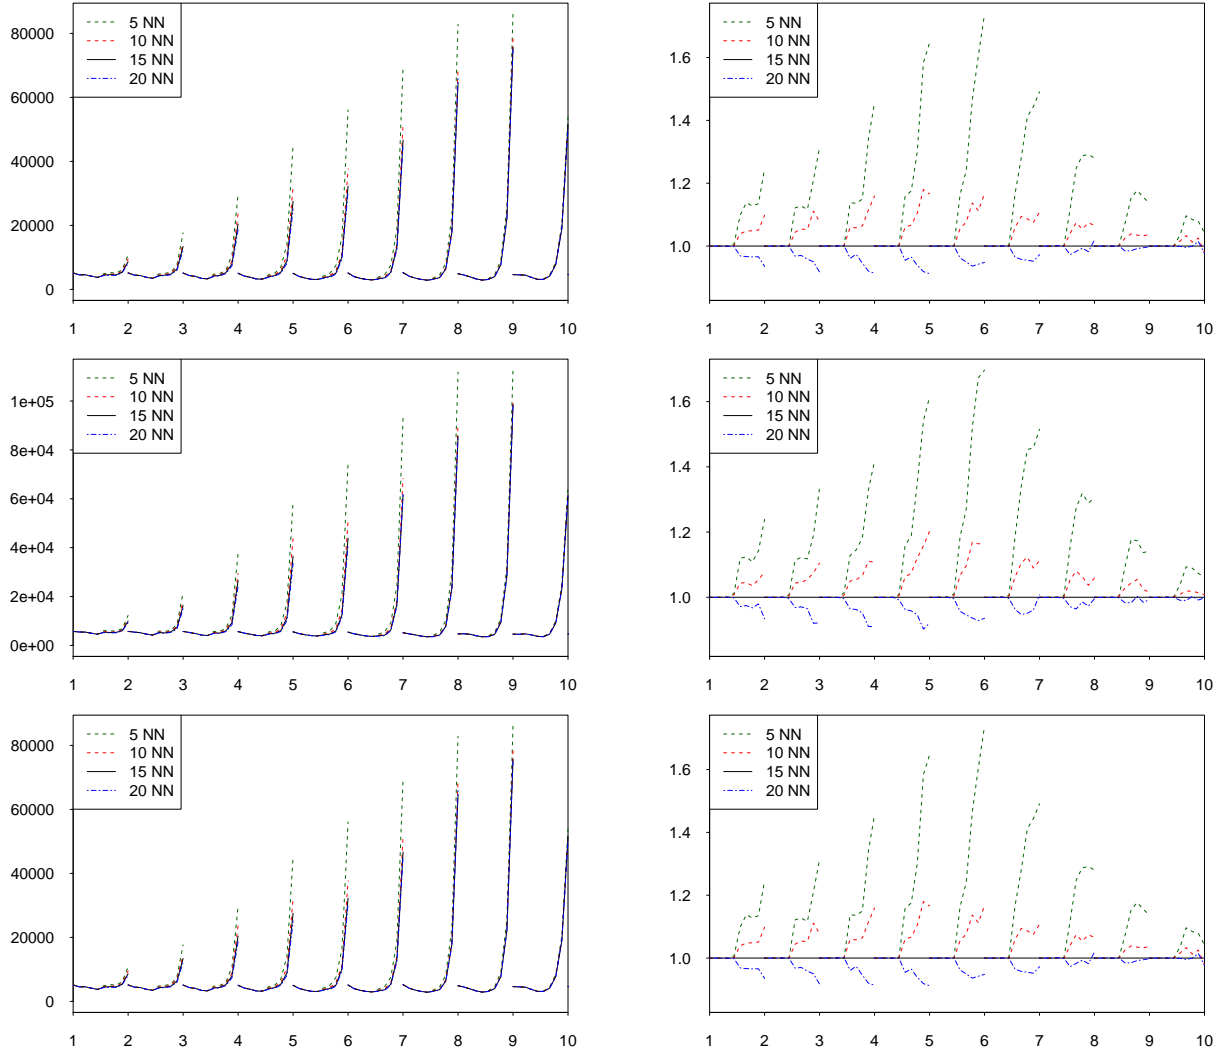 5 NN
10 NN
15 NN
20 NN
80000
60000
40000
20000
0
1 2 3 4 5 6 7 8 9 10
5 NN
10 NN
15 NN
20 NN
1.6
1.4
1.2
1.0
1 2 3 4 5 6 7 8 9 10
5 NN
10 NN
15 NN
20 NN
1e+05
8e+04
6e+04
4e+04
2e+04
0e+00
1 2 3 4 5 6 7 8 9 10
5 NN
10 NN
15 NN
20 NN
1.6
1.4
1.2
1.0
1 2 3 4 5 6 7 8 9 10
5 NN
10 NN
15 NN
20 NN
80000
60000
40000
20000
0
1 2 3 4 5 6 7 8 9 10
5 NN
10 NN
15 NN
20 NN
1.6
1.4
1.2
1.0
1 2 3 4 5 6 7 8 9 10